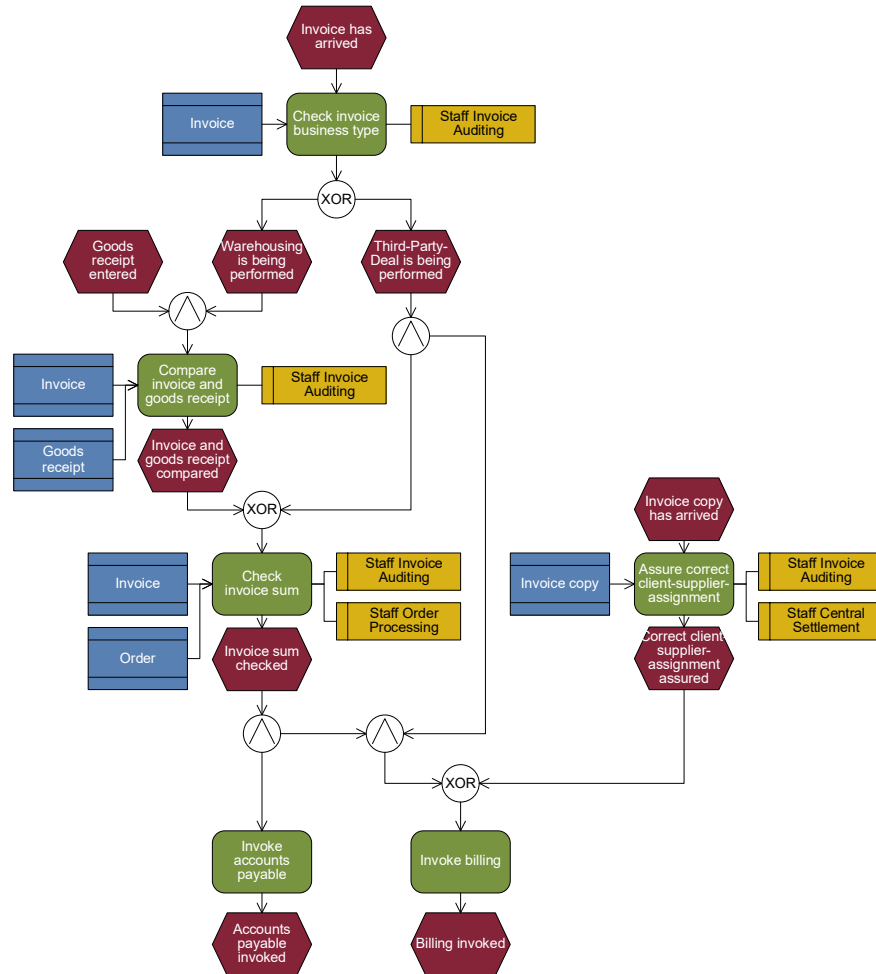 Invoice has
arrived
Invoice
Check invoice
business type
Staff Invoice
Auditing
XOR
Goods
receipt
entered
Warehousing
is being
performed
Third-Party-
Deal is being
performed
Invoice
Compare
invoice and
goods receipt
Staff Invoice
Auditing
Goods
receipt
Invoice and
goods receipt
compared
XOR
Invoice copy
has arrived
Invoice
Check
invoice sum
Staff Invoice
Auditing
Staff Order
Processing
Invoice copy
Assure correct
client-supplier-
assignment
Staff Invoice
Auditing
Staff Central
Settlement
Order
Invoice sum
checked
Correct client-
supplier-
assignment
assured
XOR
Invoke
accounts
payable
Invoke billing
Accounts
payable
invoked
Billing invoked